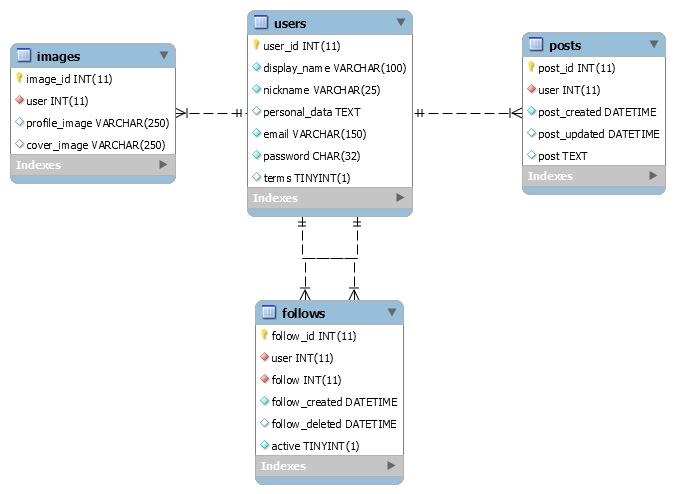 users
user_id INT(11)
display_name VARCHAR(100)
nickname VARCHAR(25)
personal_data TEXT
email VARCHAR(150)
password CHAR(32)
terms TINYINT(1)
Indexes
images
image_id INT(11)
user INT(11)
profile_image VARCHAR(250)
cover_image VARCHAR(250)
Indexes
posts
post_id INT(11)
user INT(11)
post_created DATETIME
post_updated DATETIME
post TEXT
Indexes
follows
follow_id INT(11)
user INT(11)
follow INT(11)
follow_created DATETIME
follow_deleted DATETIME
active TINYINT(1)
Indexes